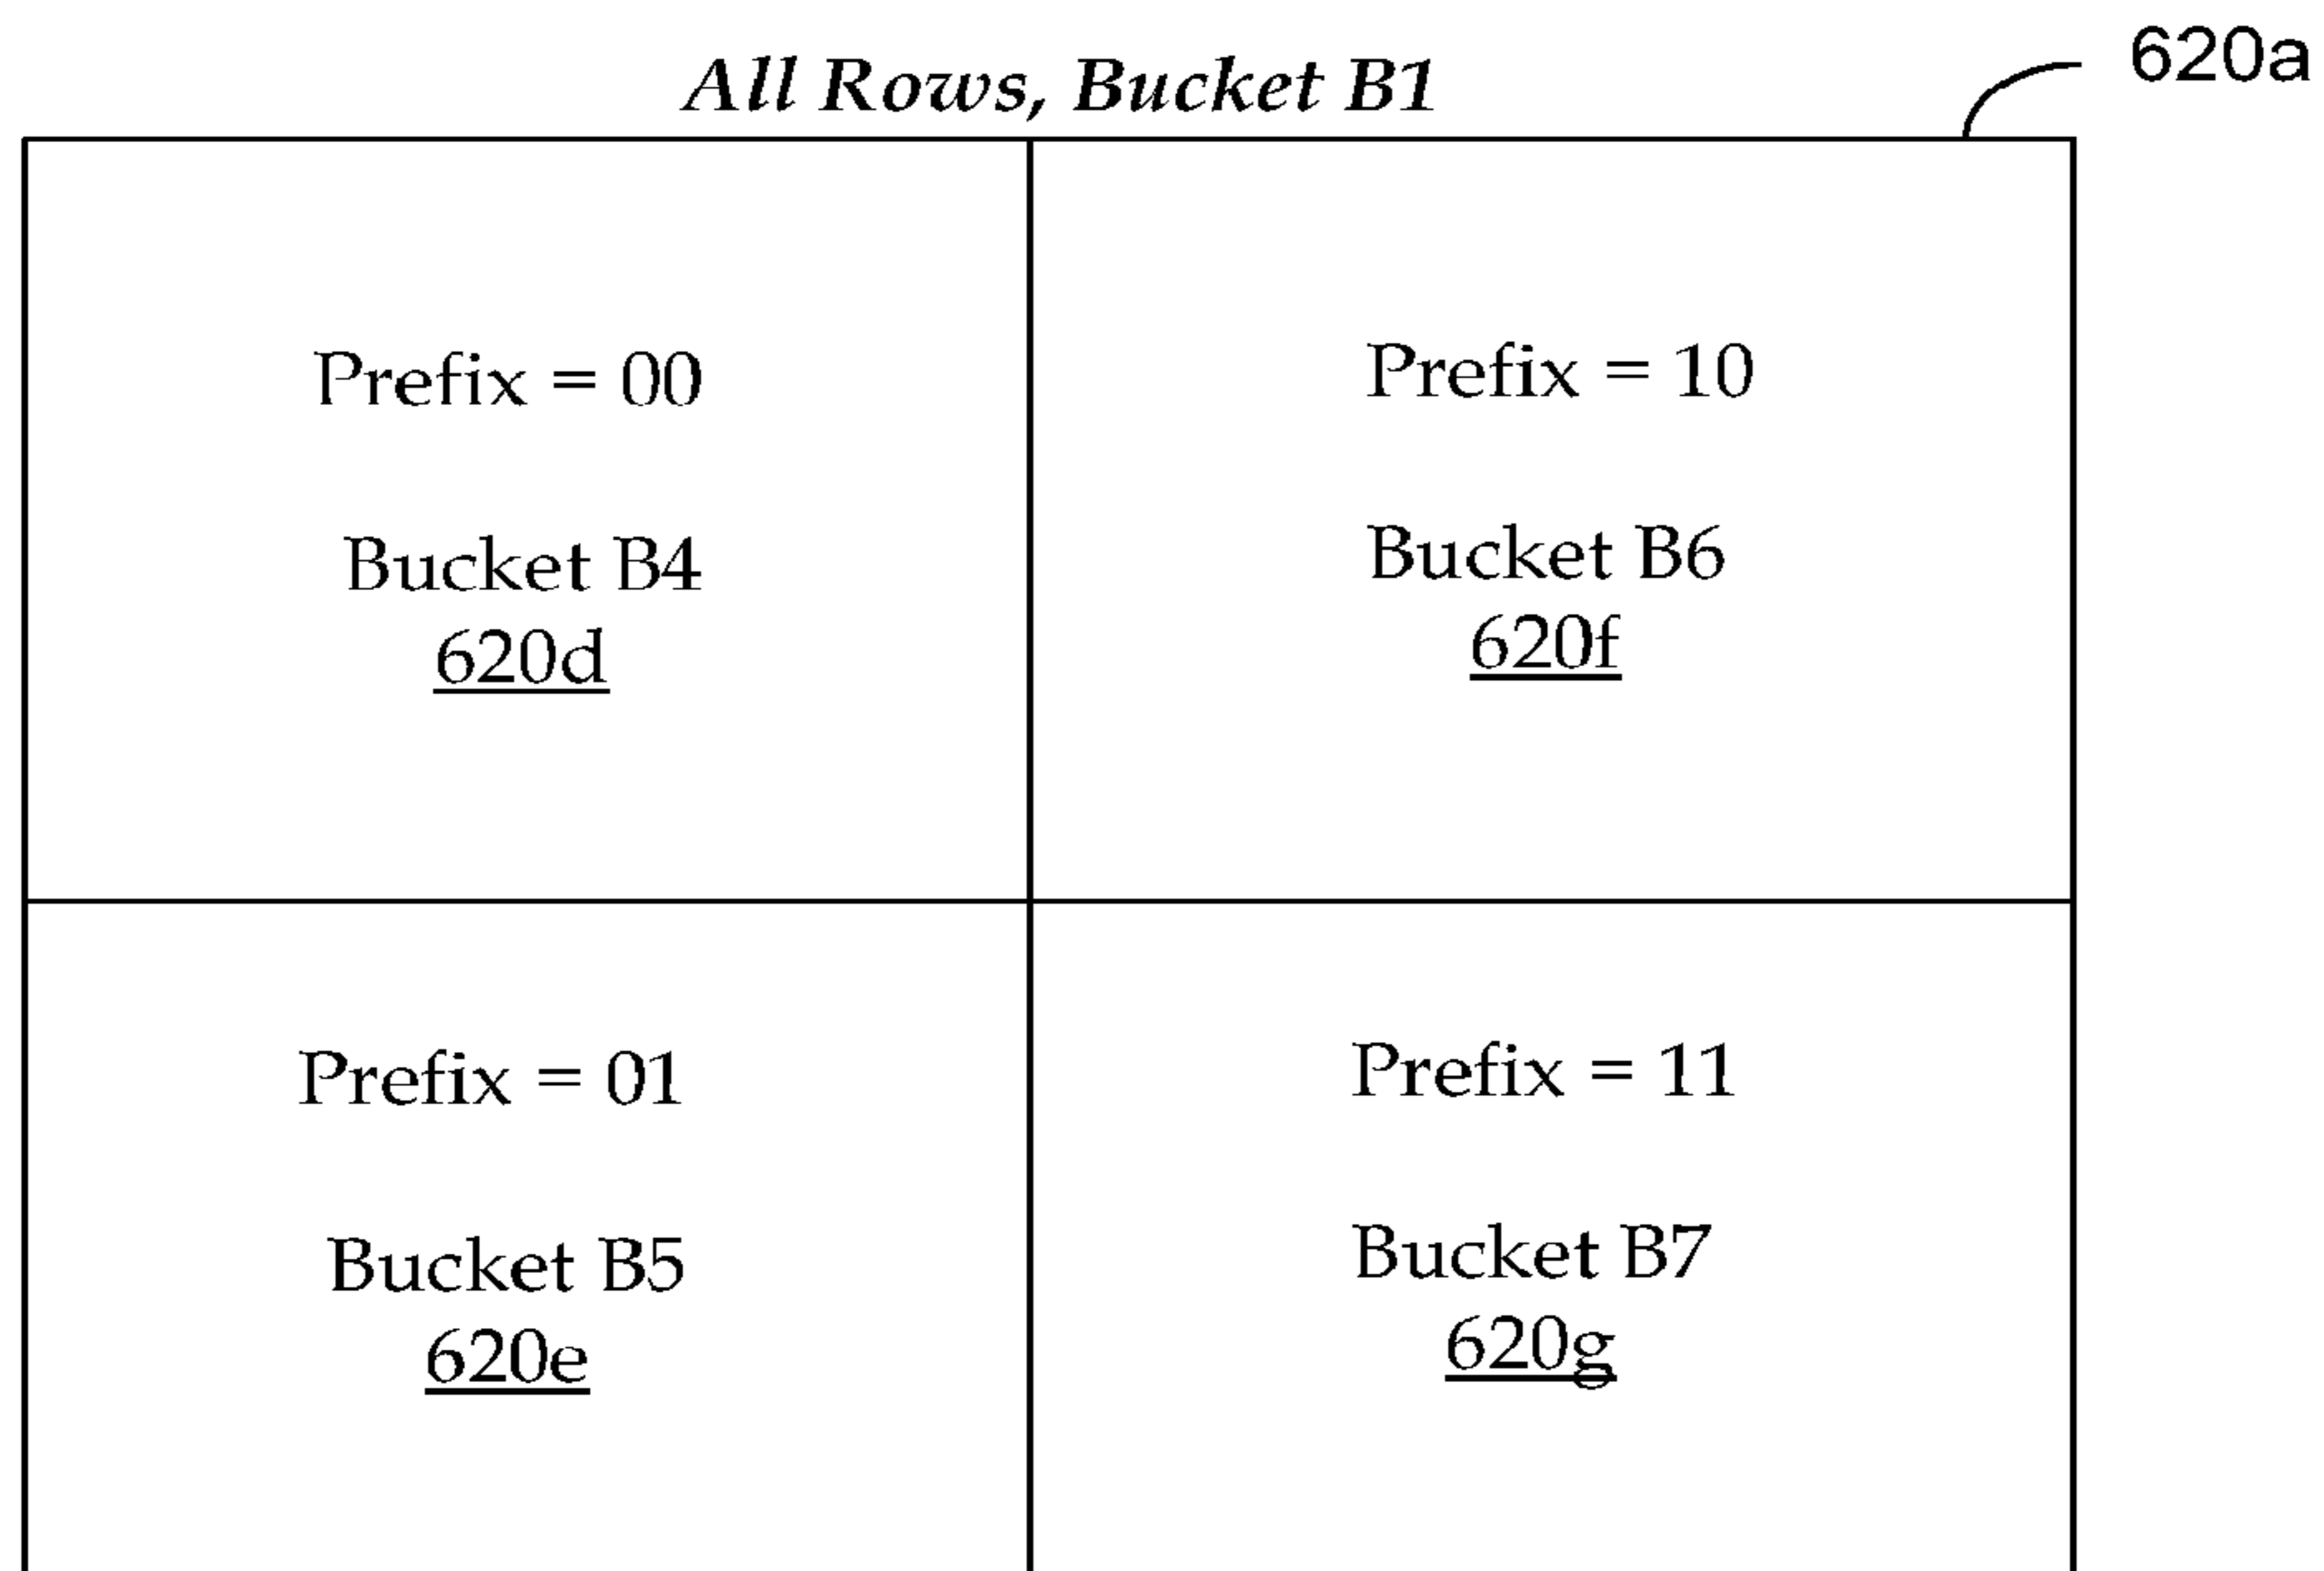 All Rows, Bucket B1
620a
Prefix = 00
Bucket B4
620d
Prefix = 10
Bucket B6
620f
Prefix = 01
Bucket B5
620e
Prefix = 11
Bucket B7
620g